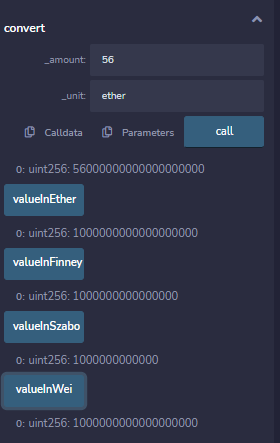 convert
_amount:
56
_unit:
ether
Calldata
Parameters
call
0: uint256: 56000000000000000000
valueInEther
0: uint256: 1000000000000000000
valueInFinney
0: uint256: 1000000000000000
valueInSzabo
0: uint256: 1000000000000
valueInWei
0: uint256: 1000000000000000000